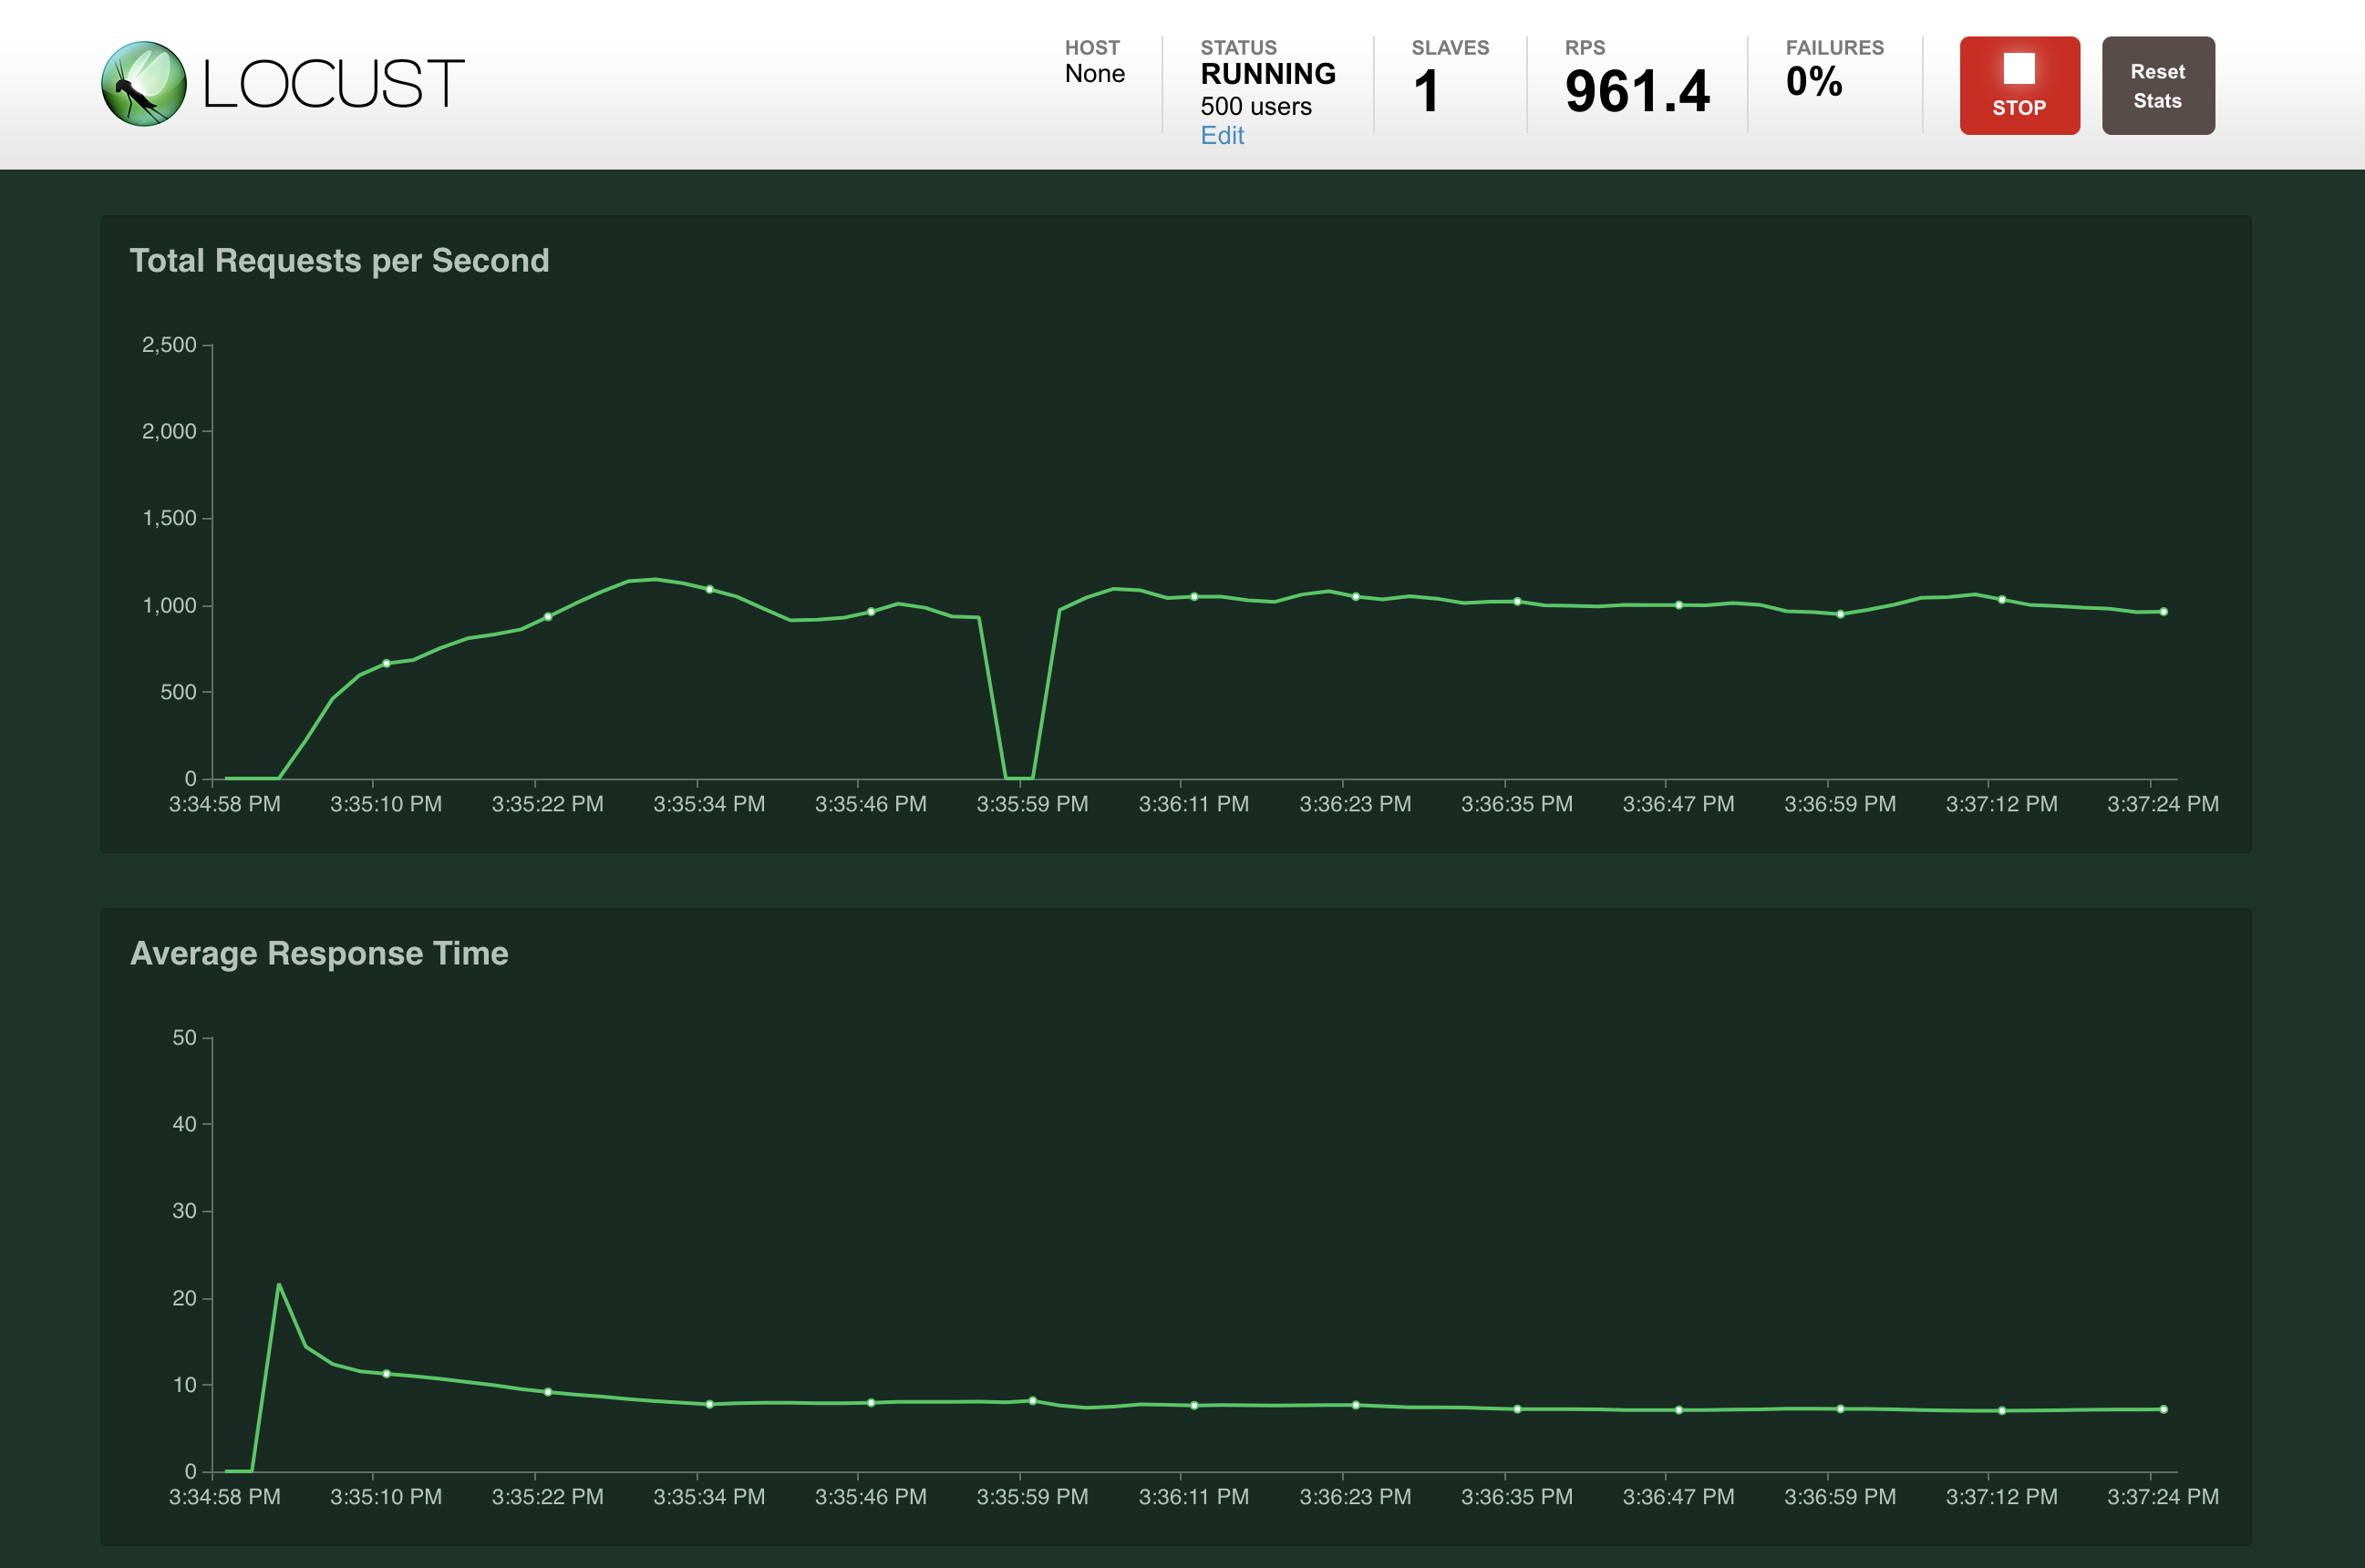 LOCUST
HOST
None
STATUS
RUNNING
500 users
Edit
SLAVES
1
RPS
961.4
FAILURES
0%
STOP
Reset
Stats
Total Requests per Second
2,500
2,000
1,500
1,000
500
0
3:34:58 PM 3:35:10 PM 3:35:22 PM 3:35:34 PM 3:35:46 PM 3:35:59 PM 3:36:11 PM 3:36:23 PM 3:36:35 PM 3:36:47 PM 3:36:59 PM 3:37:12 PM 3:37:24 PM
Average Response Time
50
40
30
20
10
0
3:34:58 PM 3:35:10 PM 3:35:22 PM 3:35:34 PM 3:35:46 PM 3:35:59 PM 3:36:11 PM 3:36:23 PM 3:36:35 PM 3:36:47 PM 3:36:59 PM 3:37:12 PM 3:37:24 PM